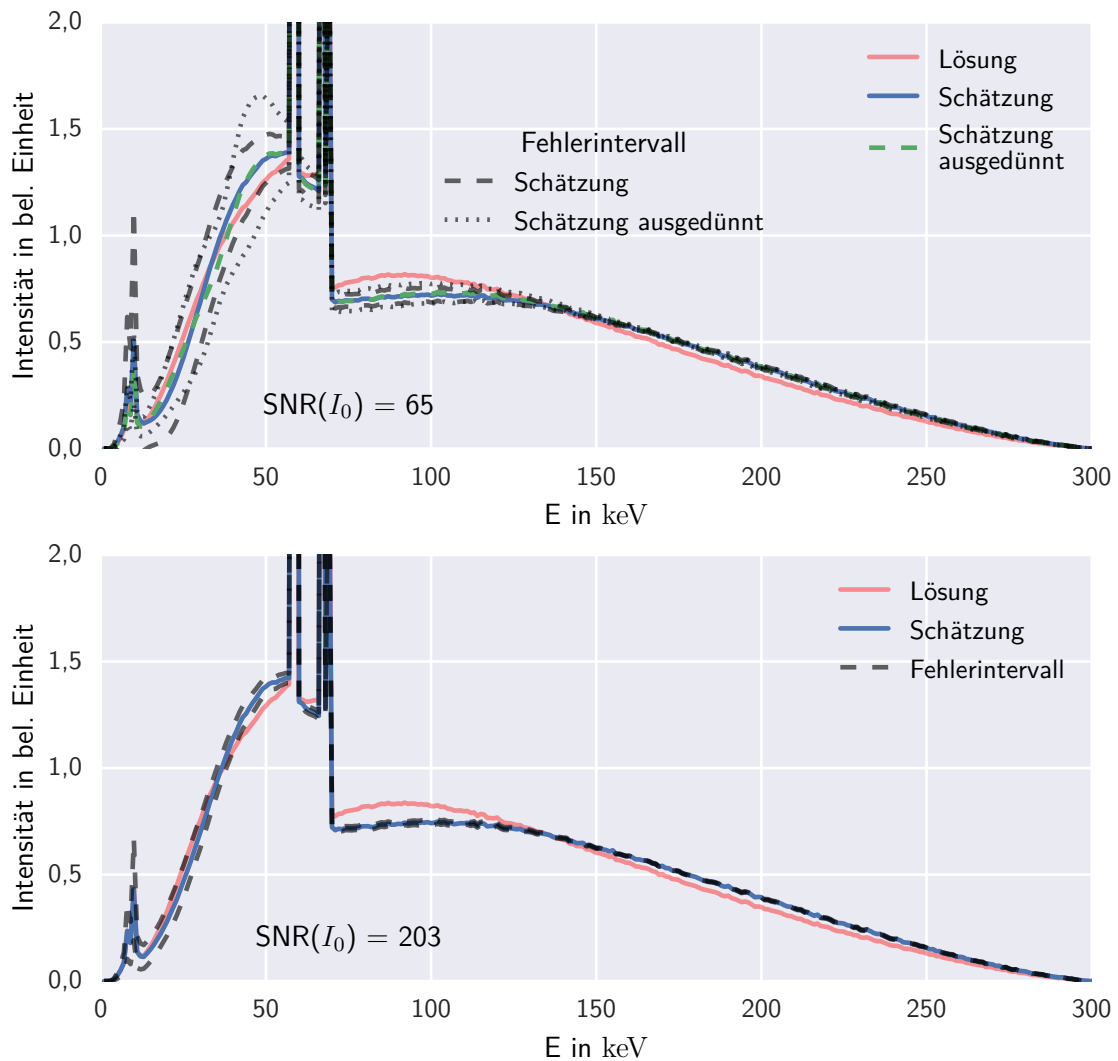 2,0
1,5
1,0
0,5
0,0
Intensität in bel. Einheit
Lösung
Schätzung
Schätzung
ausgedünnt
Fehlerintervall
Schätzung
Schätzung ausgedünnt
SNR(I₀) = 65
0 50 100 150 200 250 300
E in keV
2,0
1,5
1,0
0,5
0,0
Intensität in bel. Einheit
Lösung
Schätzung
Fehlerintervall
SNR(I₀) = 203
0 50 100 150 200 250 300
E in keV